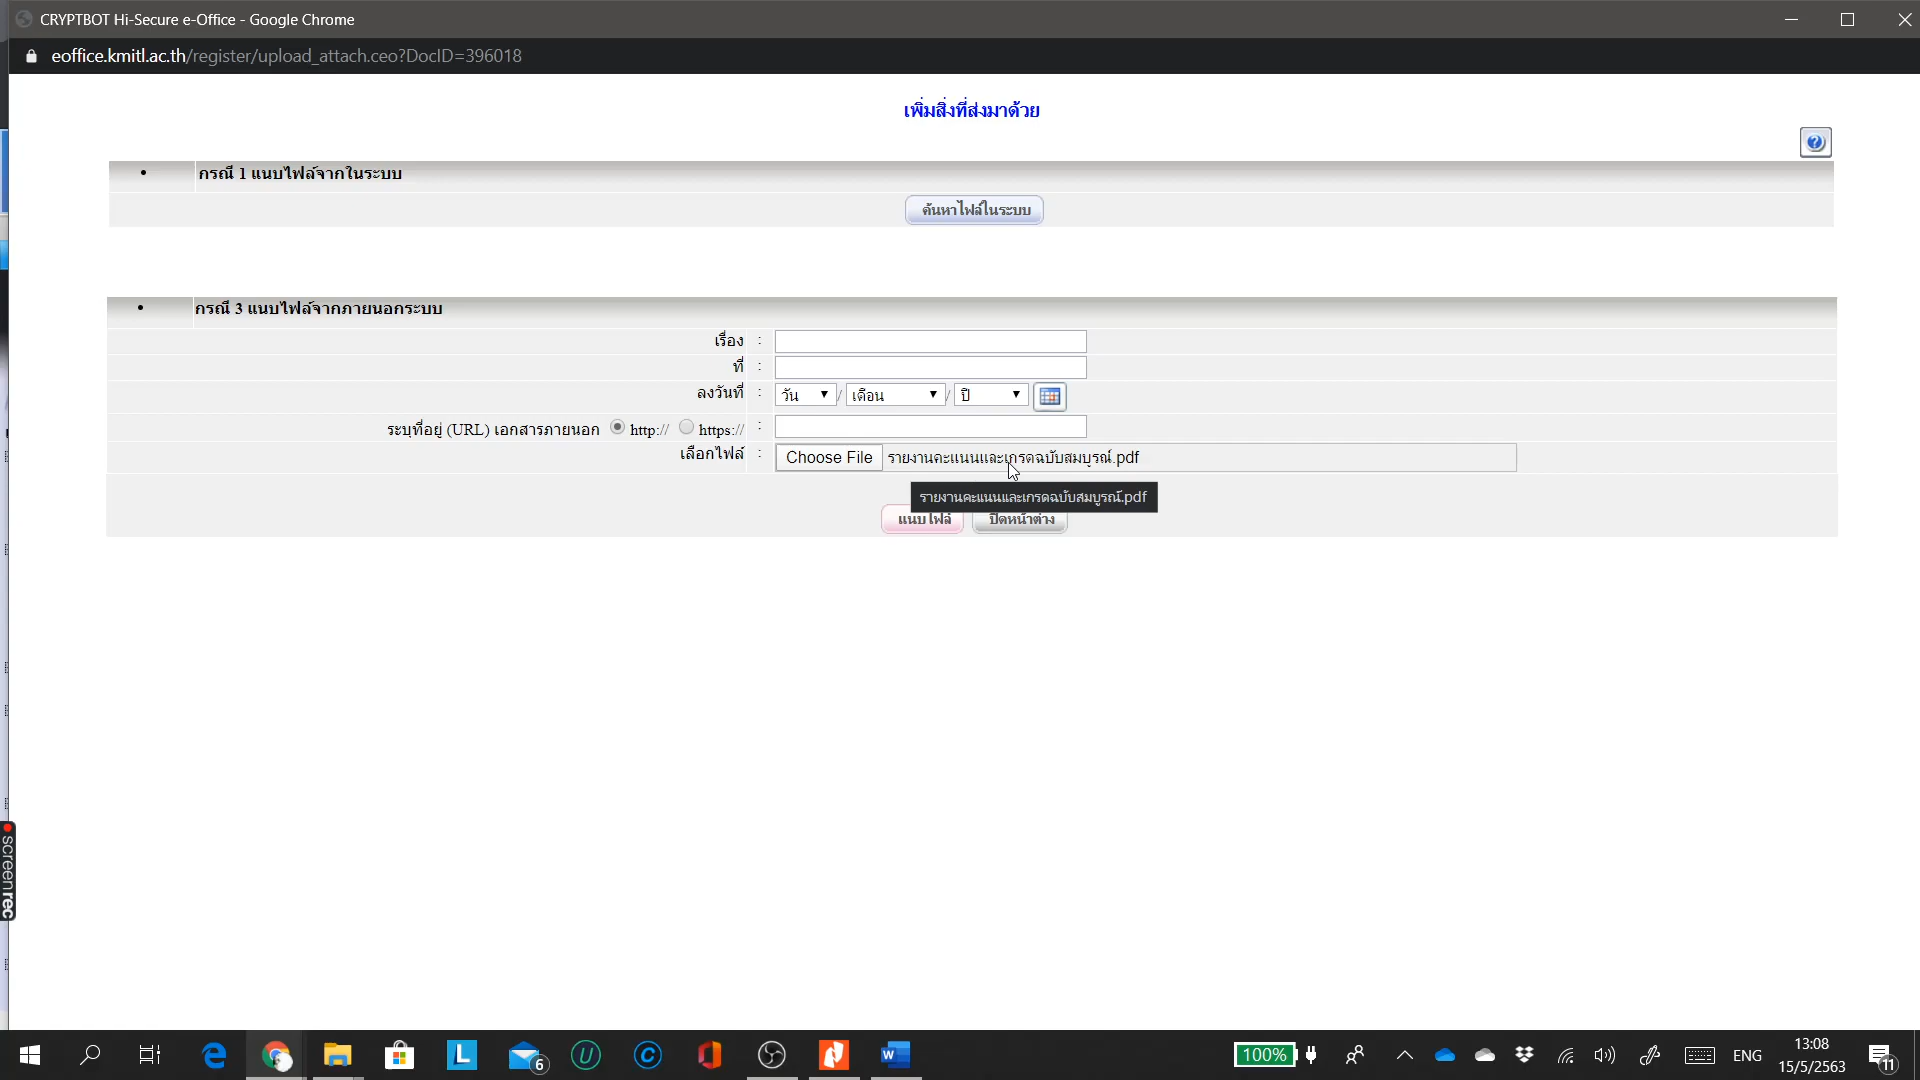 CRYPTBOT Hi-Secure e-Office - Google Chrome
eoffice.kmitl.ac.th/register/upload_attach.ceo?DocID=396018
เพิ่มสิ่งที่ส่งมาด้วย
• กรณี 1 แนบไฟล์จากในระบบ
ค้นหาไฟล์ในระบบ
• กรณี 3 แนบไฟล์จากภายนอกระบบ
เรื่อง :
ที่ :
ลงวันที่ : วัน / เดือน / ปี
ระบุที่อยู่ (URL) เอกสารภายนอก http:// https:// :
เลือกไฟล์ : Choose File รายงานคะแนนและเกรดฉบับสมบูรณ์.pdf
รายงานคะแนนและเกรดฉบับสมบูรณ์.pdf
แนบไฟล์ ปิดหน้าต่าง
screenrec
6
100%
ENG
13:08
15/5/2563
11